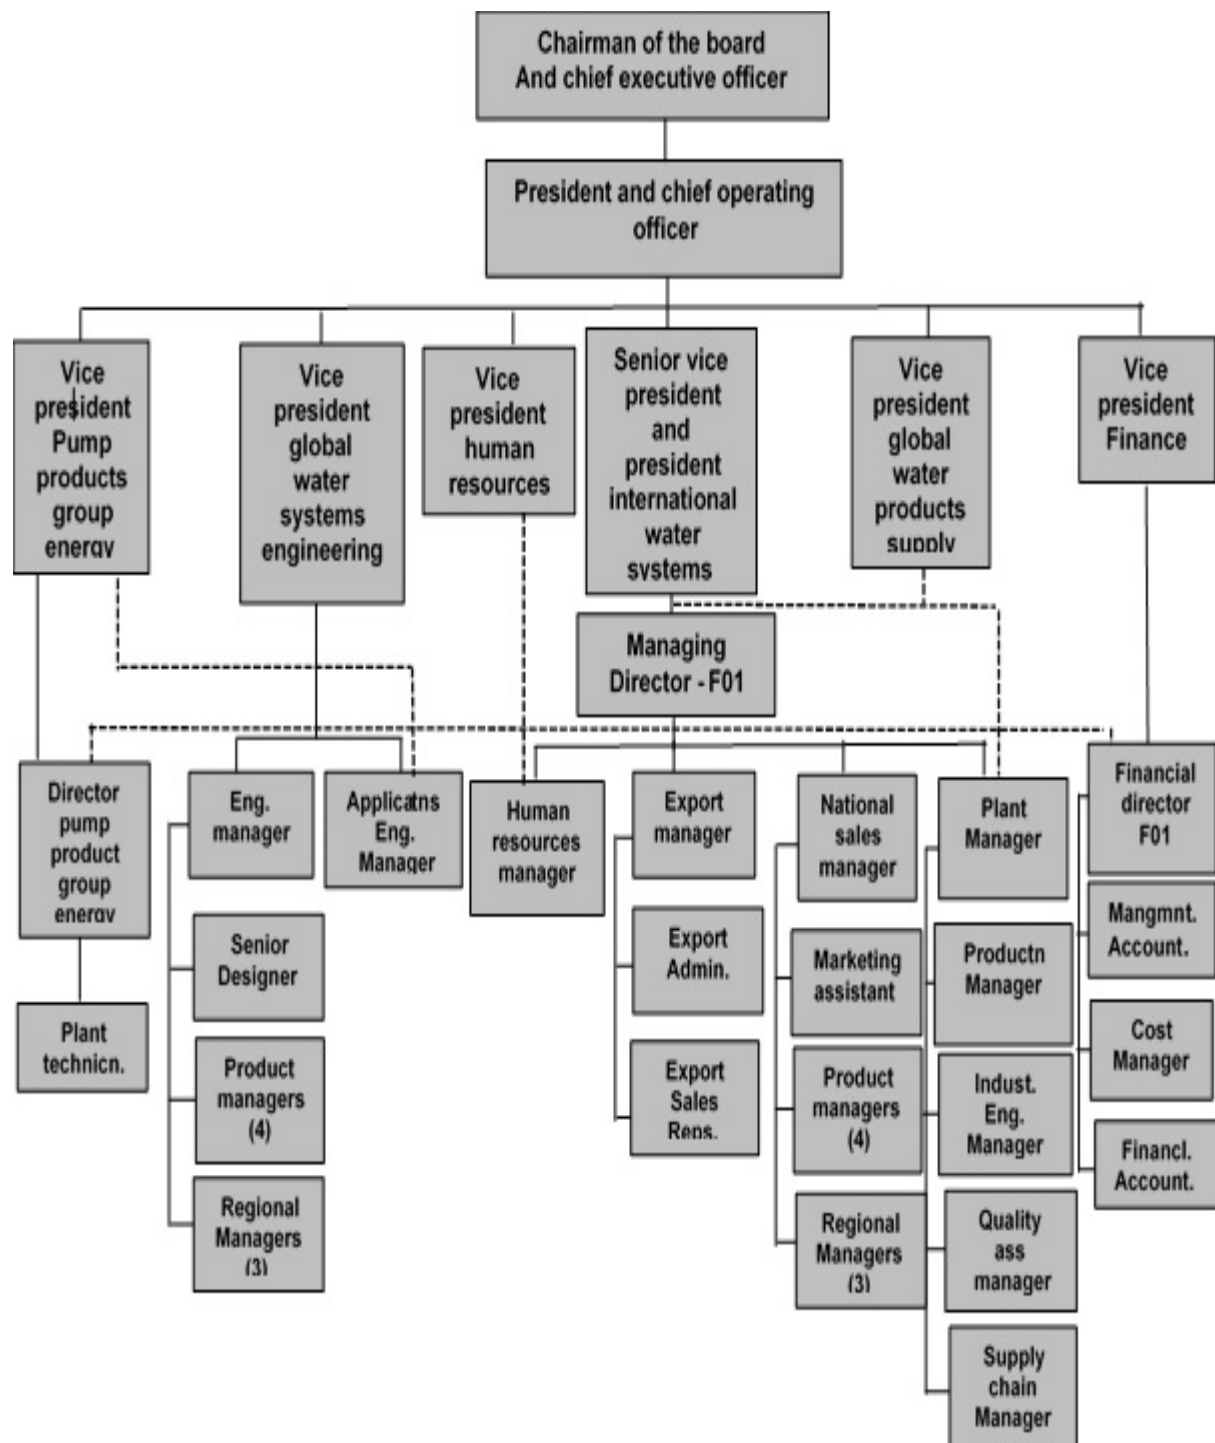 Chairman of the board
And chief executive officer
President and chief operating
officer
Vice
president
Pump
products
group
energy
Vice
president
global
water
systems
engineering
Vice
president
human
resources
Senior vice
president
and
president
international
water
systems
Vice
president
global
water
products
supply
Vice
president
Finance
Managing
Director - F01
Director
pump
product
group
energy
Eng.
manager
Applicatns
Eng.
Manager
Human
resources
manager
Export
manager
National
sales
manager
Plant
Manager
Financial
director
F01
Plant
technicn.
Senior
Designer
Product
managers
(4)
Regional
Managers
(3)
Export
Admin.
Export
Sales
Reps.
Marketing
assistant
Product
managers
(4)
Regional
Managers
(3)
Productn
Manager
Indust.
Eng.
Manager
Quality
ass
manager
Supply
chain
Manager
Mangmnt.
Account.
Cost
Manager
Financl.
Account.